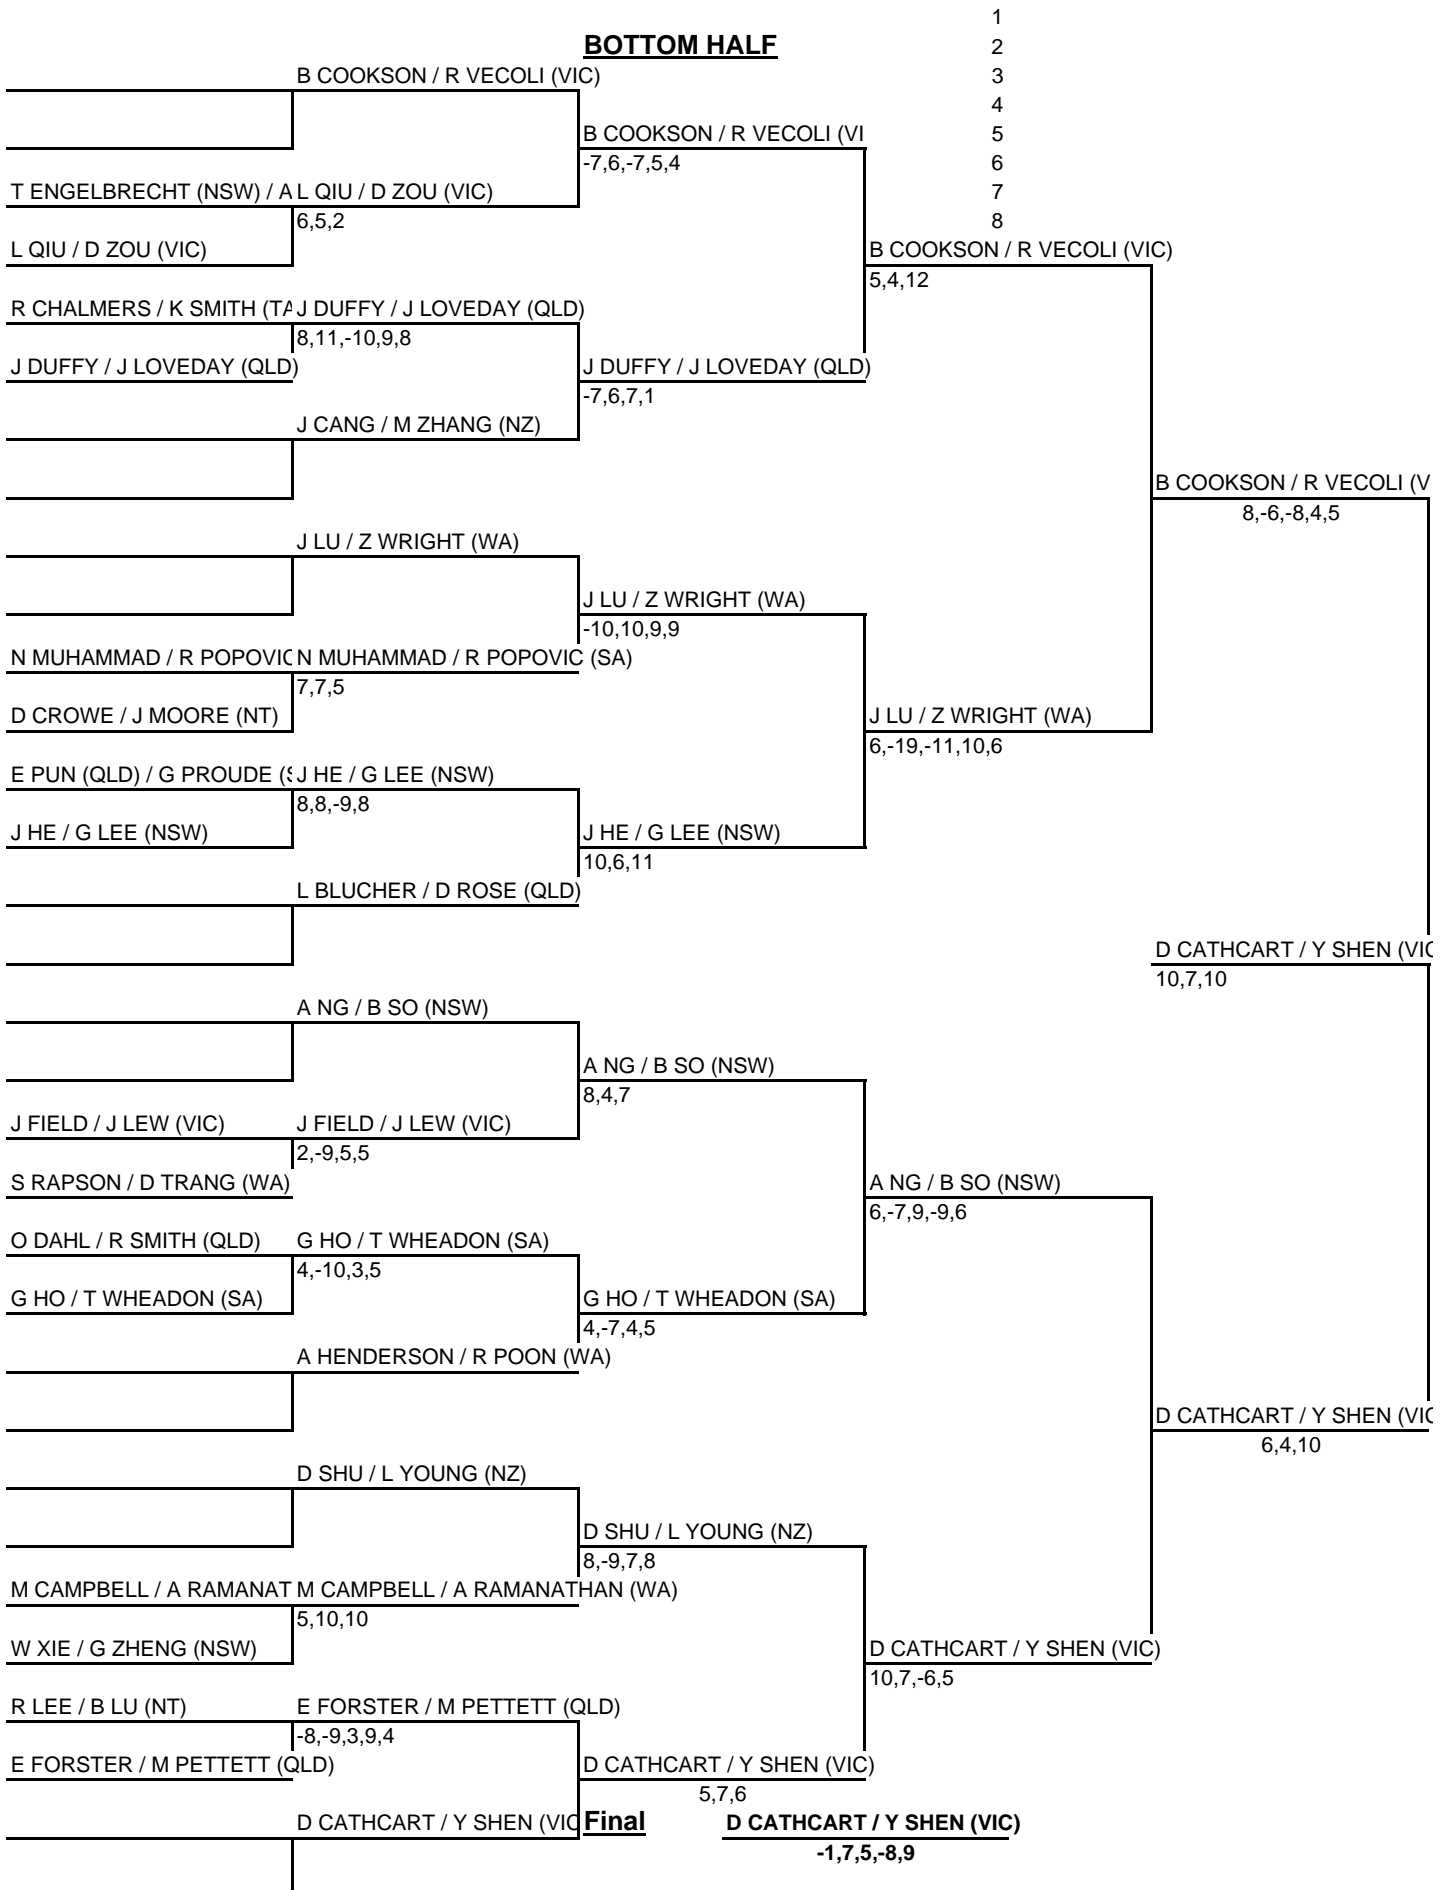 1
BOTTOM HALF 2
B COOKSON / R VECOLI (VIC) 3
4
B COOKSON / R VECOLI (VI 5
-7,6,-7,5,4 6
T ENGELBRECHT (NSW) / A L QIU / D ZOU (VIC) 7
6,5,2 8
L QIU / D ZOU (VIC) B COOKSON / R VECOLI (VIC)
5,4,12
R CHALMERS / K SMITH (TA J DUFFY / J LOVEDAY (QLD)
8,11,-10,9,8
J DUFFY / J LOVEDAY (QLD) J DUFFY / J LOVEDAY (QLD)
-7,6,7,1
J CANG / M ZHANG (NZ)
B COOKSON / R VECOLI (V
8,-6,-8,4,5
J LU / Z WRIGHT (WA)
J LU / Z WRIGHT (WA)
-10,10,9,9
N MUHAMMAD / R POPOVIC N MUHAMMAD / R POPOVIC (SA)
7,7,5
D CROWE / J MOORE (NT) J LU / Z WRIGHT (WA)
6,-19,-11,10,6
E PUN (QLD) / G PROUDE (S J HE / G LEE (NSW)
8,8,-9,8
J HE / G LEE (NSW) J HE / G LEE (NSW)
10,6,11
L BLUCHER / D ROSE (QLD)
D CATHCART / Y SHEN (VIC
10,7,10
A NG / B SO (NSW)
A NG / B SO (NSW)
8,4,7
J FIELD / J LEW (VIC) J FIELD / J LEW (VIC)
2,-9,5,5
S RAPSON / D TRANG (WA) A NG / B SO (NSW)
6,-7,9,-9,6
O DAHL / R SMITH (QLD) G HO / T WHEADON (SA)
4,-10,3,5
G HO / T WHEADON (SA) G HO / T WHEADON (SA)
4,-7,4,5
A HENDERSON / R POON (WA)
D CATHCART / Y SHEN (VIC
6,4,10
D SHU / L YOUNG (NZ)
D SHU / L YOUNG (NZ)
8,-9,7,8
M CAMPBELL / A RAMANAT M CAMPBELL / A RAMANATHAN (WA)
5,10,10
W XIE / G ZHENG (NSW) D CATHCART / Y SHEN (VIC)
10,7,-6,5
R LEE / B LU (NT) E FORSTER / M PETTETT (QLD)
-8,-9,3,9,4
E FORSTER / M PETTETT (QLD) D CATHCART / Y SHEN (VIC)
5,7,6
D CATHCART / Y SHEN (VIC Final D CATHCART / Y SHEN (VIC)
-1,7,5,-8,9